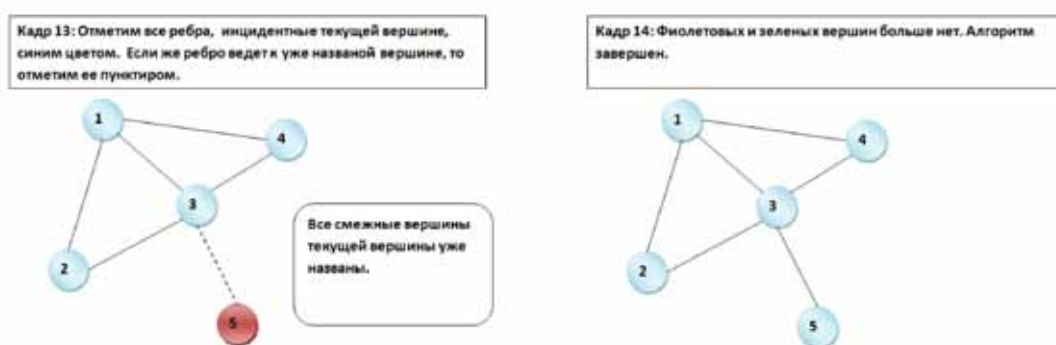 Кадр 13: Отметим все ребра, инцидентные текущей вершине,
синим цветом. Если же ребро ведет к уже названой вершине, то
отметим ее пунктиром.
1
4
3
2
5
Все смежные вершины
текущей вершины уже
названы.
Кадр 14: Фиолетовых и зеленых вершин больше нет. Алгоритм
завершен.
1
4
3
2
5